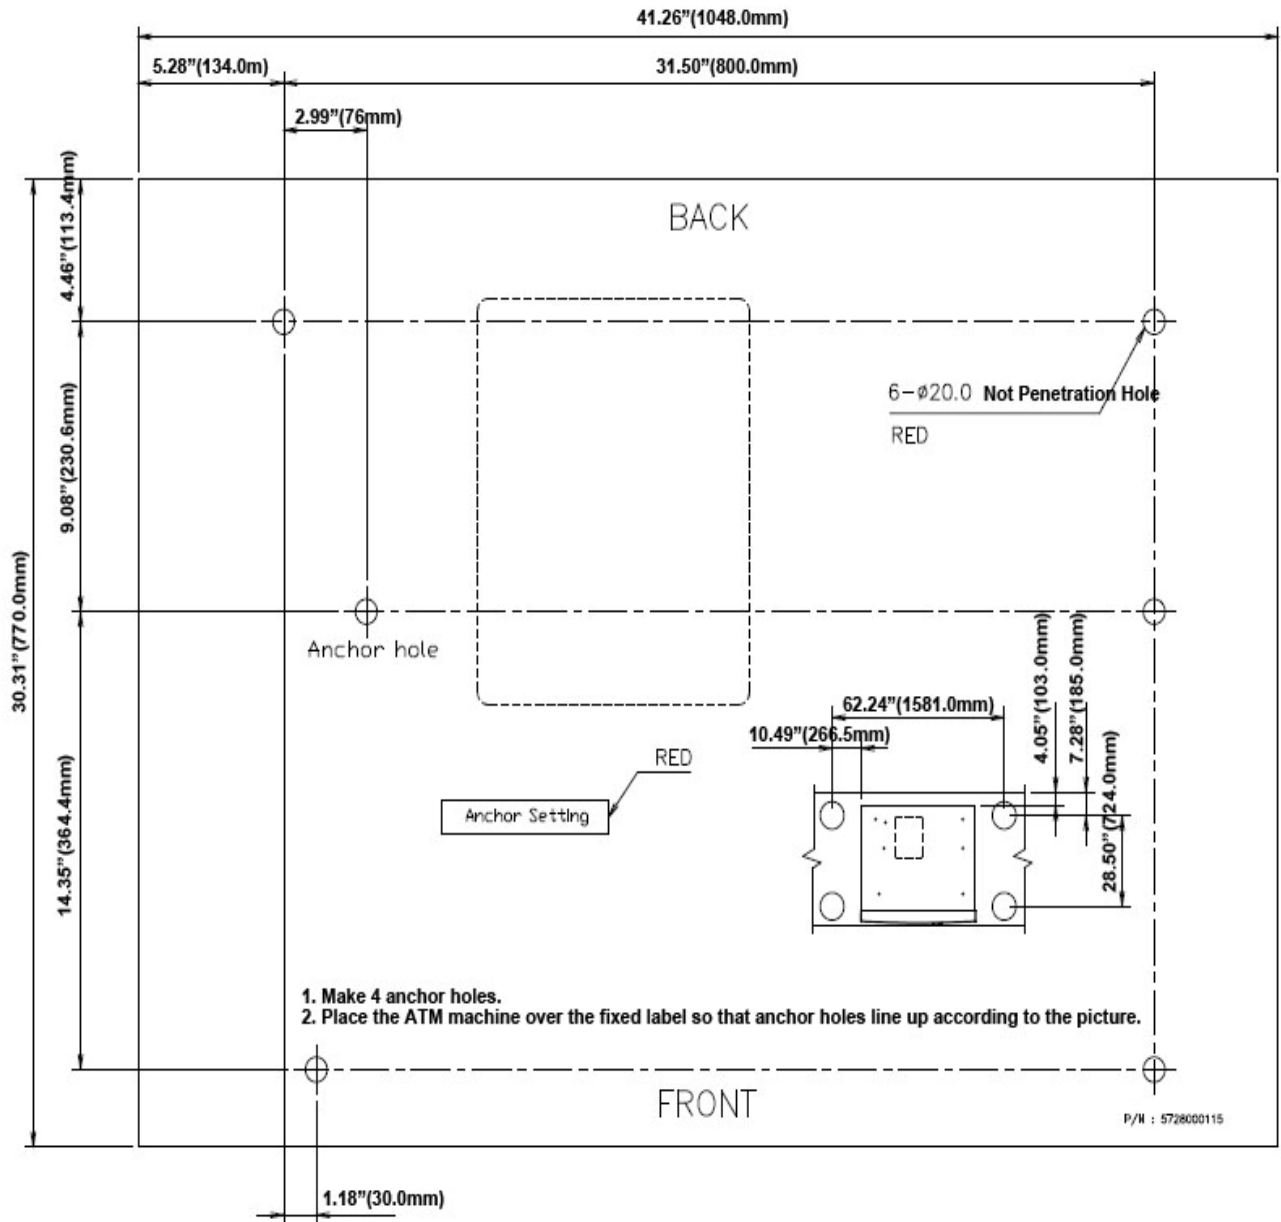 41.26”(1048.0mm)
5.28”(134.0m)
31.50”(800.0mm)
2.99”(76mm)
4.46”(113.4mm)
BACK
9.08”(230.6mm)
6-ø20.0 Not Penetration Hole
RED
30.31”(770.0mm)
Anchor hole
14.35”(364.4mm)
62.24”(1581.0mm)
10.49”(266.5mm)
4.05”(103.0mm)
7.28”(185.0mm)
28.50”(724.0mm)
RED
Anchor Setting
1. Make 4 anchor holes.
2. Place the ATM machine over the fixed label so that anchor holes line up according to the picture.
FRONT
P/N : 5728000115
1.18”(30.0mm)